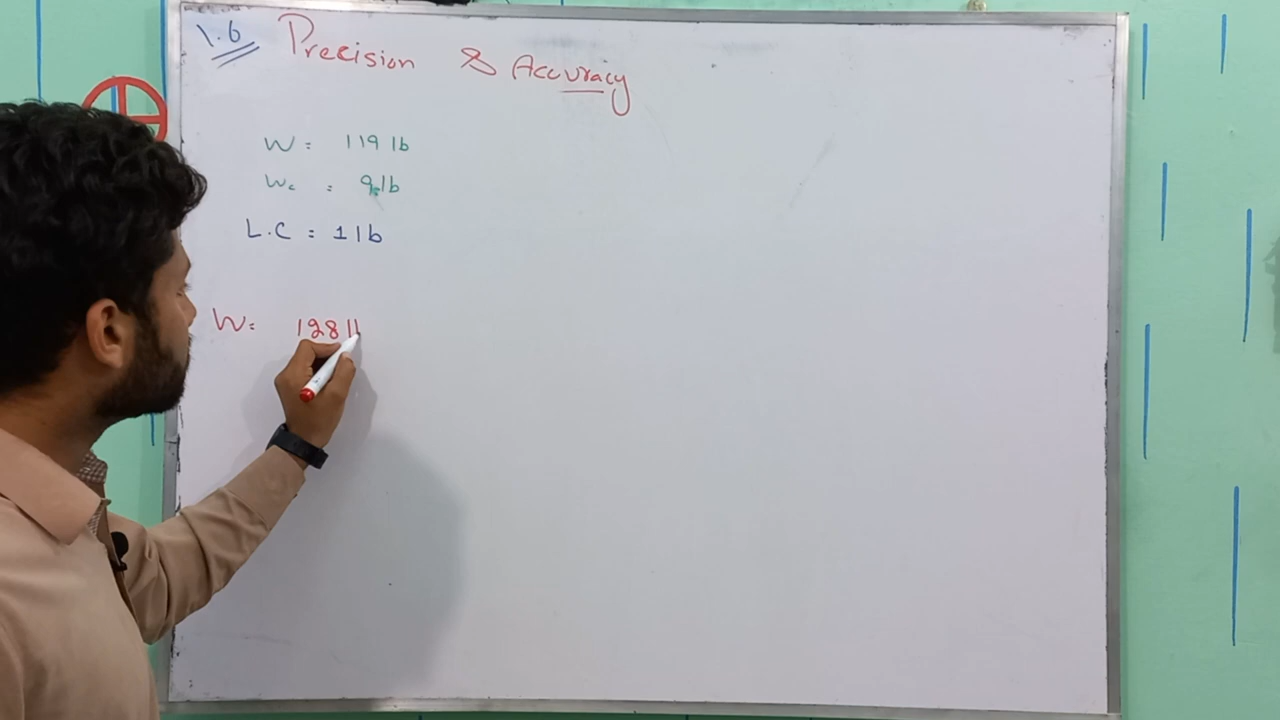 1.6 Precision & Accuracy
W = 119 lb
Wc = 9 lb
L.C = 1 lb
W = 128 lb